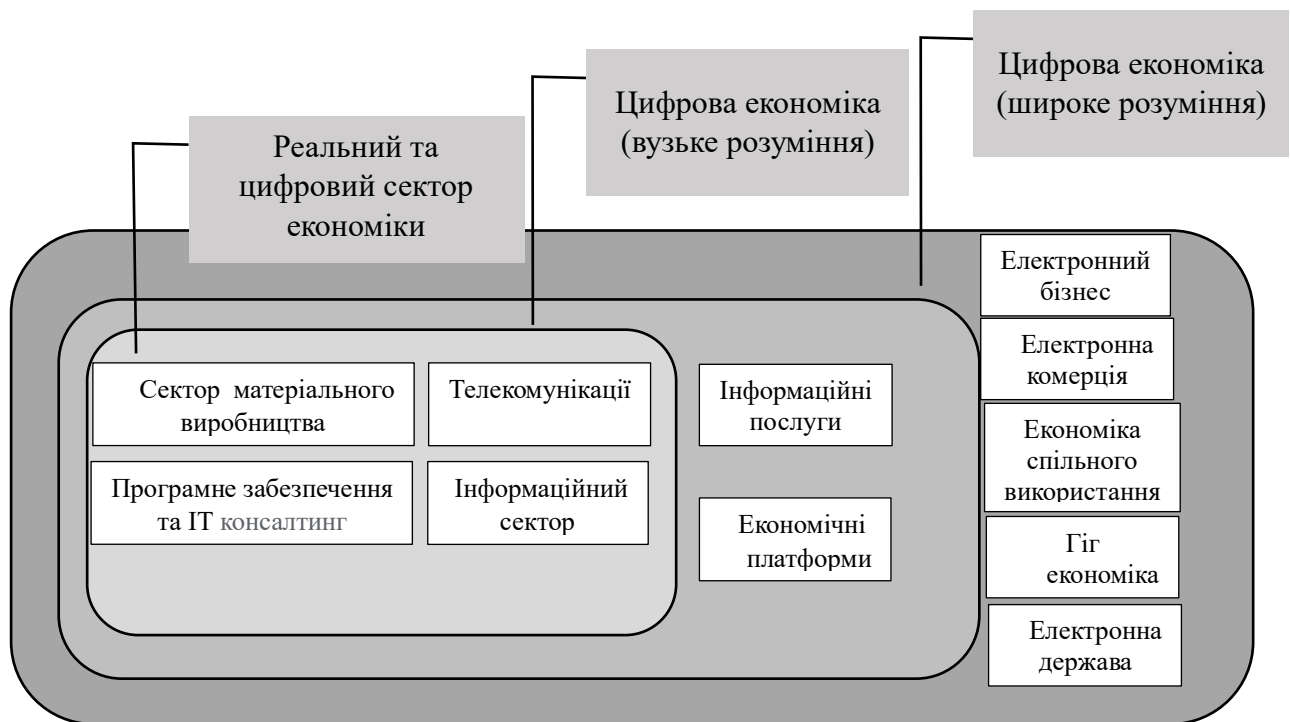 Цифрова економіка
(широке розуміння)
Цифрова економіка
(вузьке розуміння)
Реальний та
цифровий сектор
економіки
Електронний
бізнес
Електронна
комерція
Економіка
спільного
використання
Гіг
економіка
Електронна
держава
Сектор матеріального
виробництва
Телекомунікації
Інформаційні
послуги
Програмне забезпечення
та ІТ консалтинг
Інформаційний
сектор
Економічні
платформи